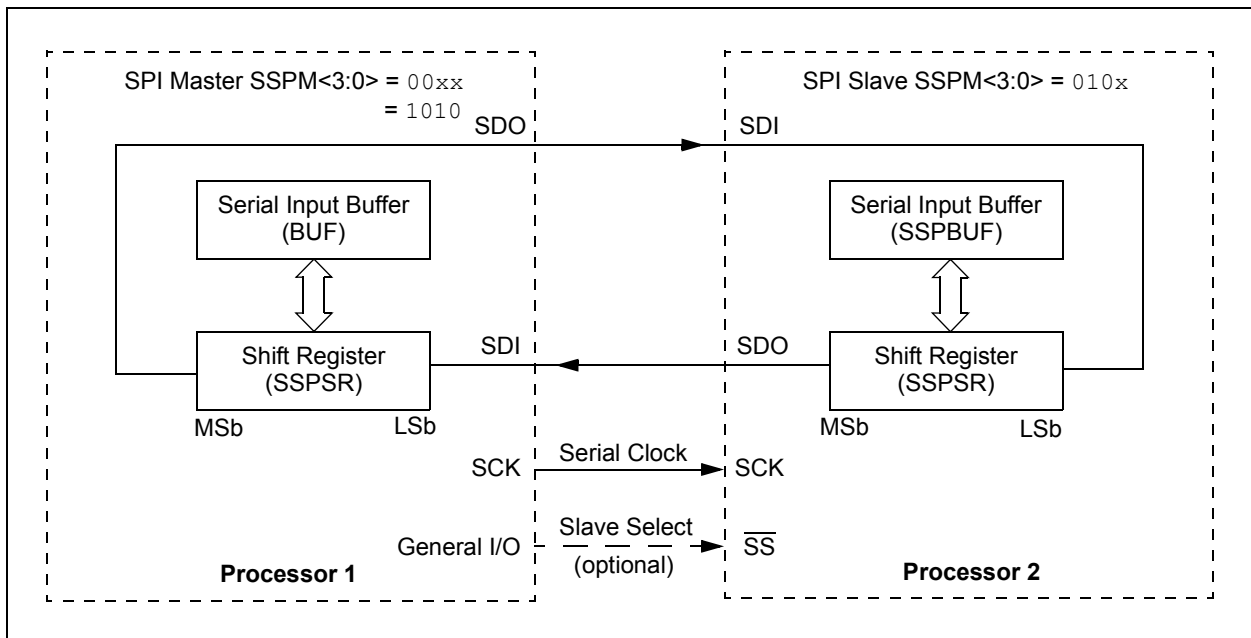 SPI Master SSPM<3:0> = 00xx
= 1010
SDO
Serial Input Buffer
(BUF)
SDI
Shift Register
(SSPSR)
MSb
LSb
SCK
General I/O
Processor 1
Serial Clock
Slave Select
(optional)
SPI Slave SSPM<3:0> = 010x
SDI
Serial Input Buffer
(SSPBUF)
SDO
Shift Register
(SSPSR)
MSb
LSb
SCK
S̅S̅
Processor 2